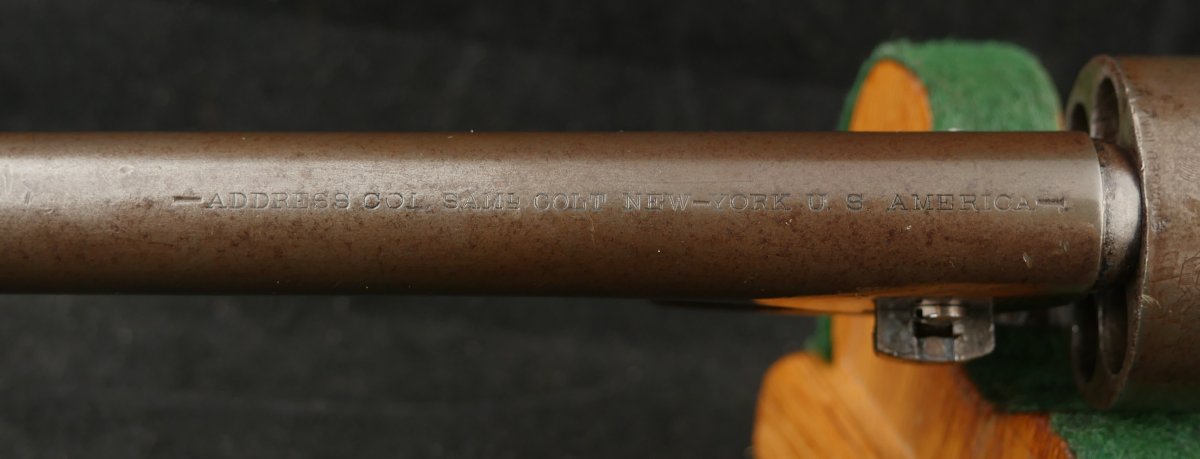 —ADDRESS COL. SAMˡ COLT NEW-YORK U.S. AMERICA—